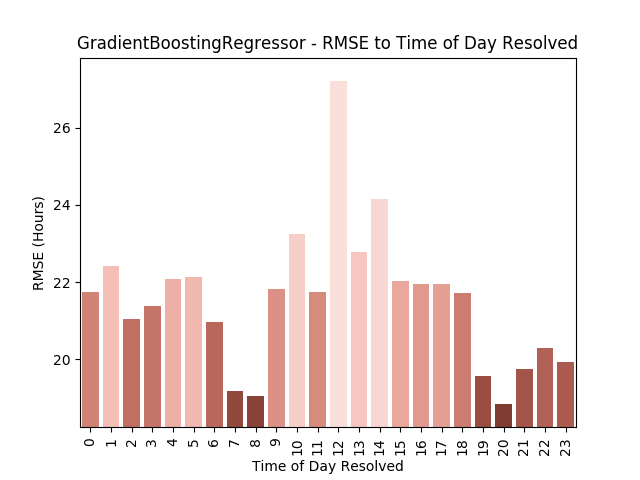 GradientBoostingRegressor - RMSE to Time of Day Resolved
RMSE (Hours)
26
24
22
20
0 1 2 3 4 5 6 7 8 9 10 11 12 13 14 15 16 17 18 19 20 21 22 23
Time of Day Resolved